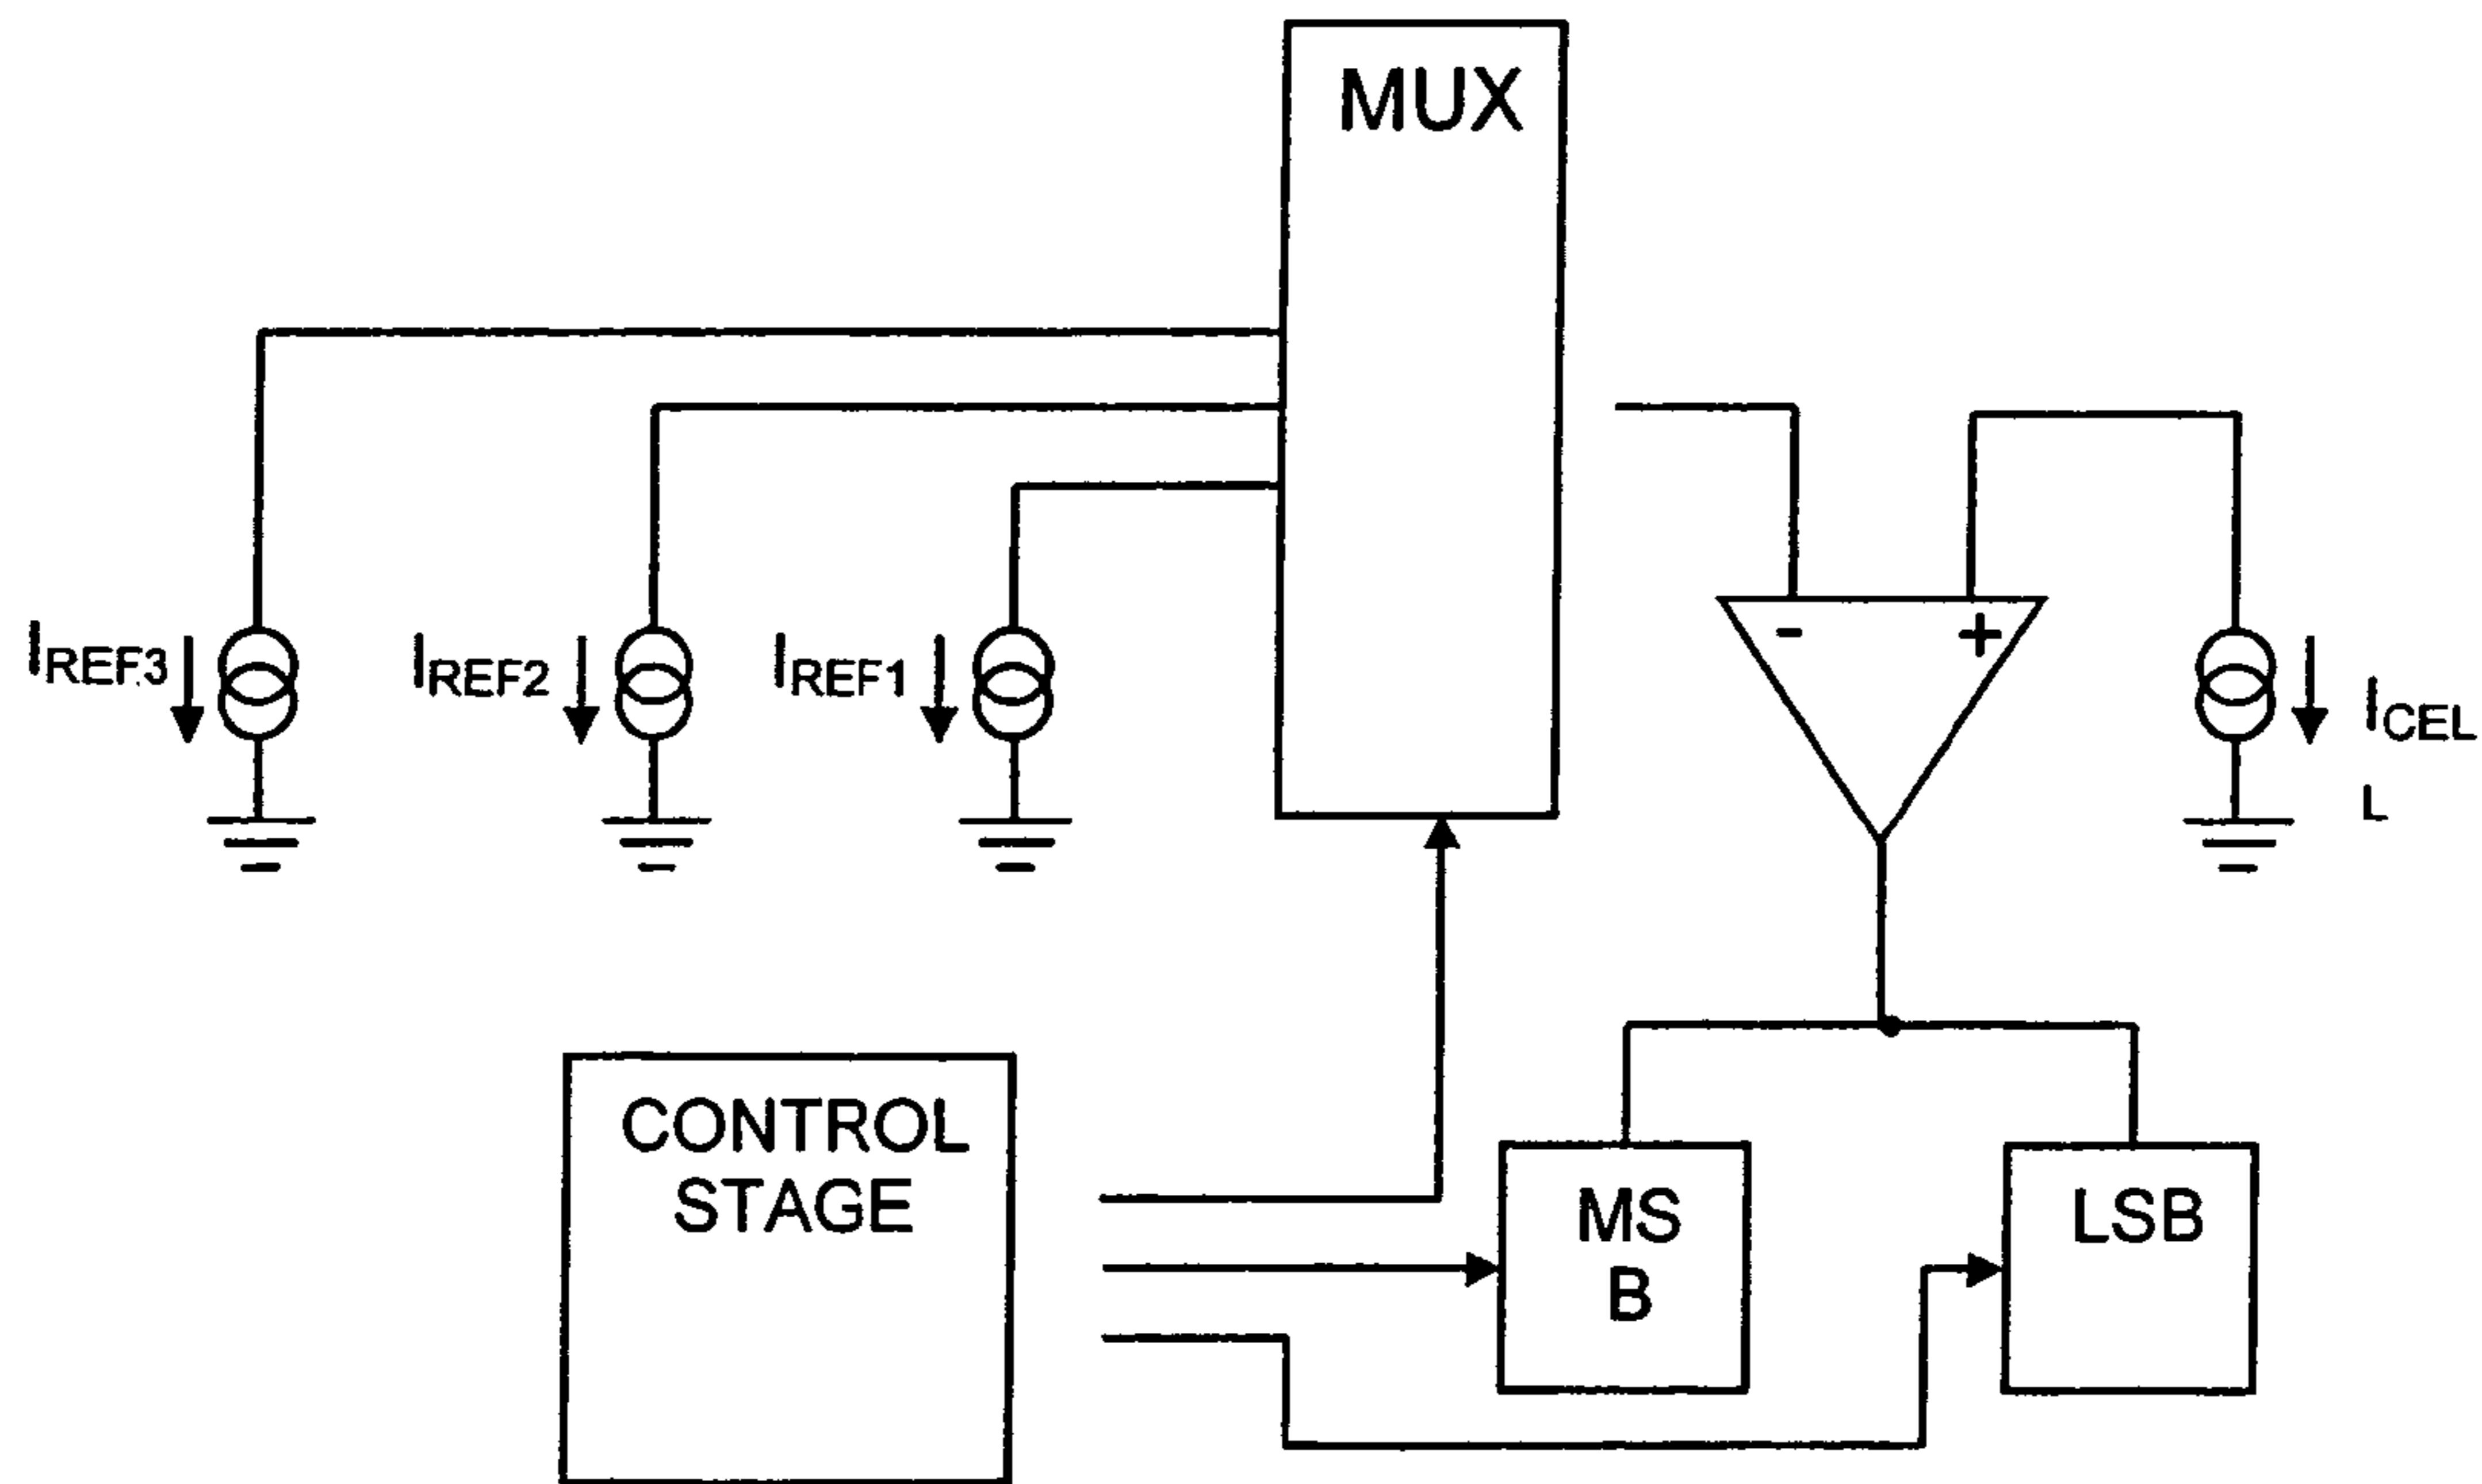 MUX
IREF3
IREF2
IREF1
-
+
ICEL
L
CONTROL
STAGE
MS
B
LSB